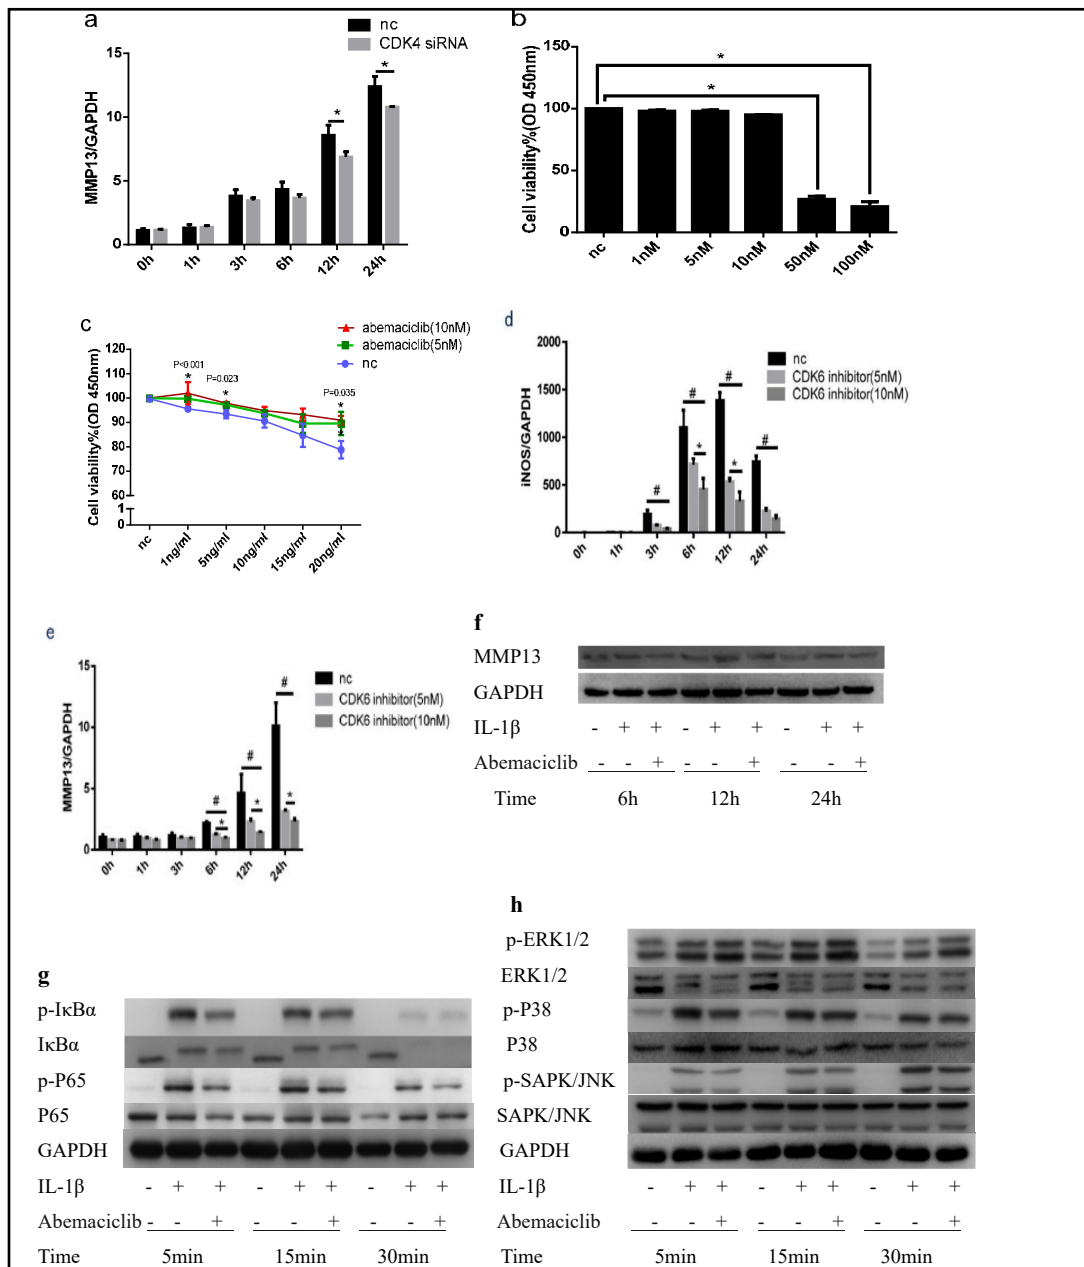 a
nc
CDK4 siRNA
MMP13/GAPDH
15
10
5
0
0h 1h 3h 6h 12h 24h
* *
b
Cell viability%(OD 450nm)
150
100
50
0
nc 1nM 5nM 10nM 50nM 100nM
*
*
c
abemaciclib(10nM)
abemaciclib(5nM)
nc
Cell viability%(OD 450nm)
120
110
100
90
80
70
60
1
0
P<0.001
*
P=0.023
*
P=0.035
*
*
nc 1ng/ml 5ng/ml 10ng/ml 15ng/ml 20ng/ml
d
nc
CDK6 inhibitor(5nM)
CDK6 inhibitor(10nM)
iNOS/GAPDH
2000
1500
1000
500
0
# # # #
* *
0h 1h 3h 6h 12h 24h
e
nc
CDK6 inhibitor(5nM)
CDK6 inhibitor(10nM)
MMP13/GAPDH
15
10
5
0
# # #
* * *
0h 1h 3h 6h 12h 24h
f
MMP13
GAPDH
IL-1β - + + - + + - + +
Abemaciclib - - + - - + - - +
Time 6h 12h 24h
g
p-IκBα
IκBα
p-P65
P65
GAPDH
IL-1β - + + - + + - + +
Abemaciclib - - + - - + - - +
Time 5min 15min 30min
h
p-ERK1/2
ERK1/2
p-P38
P38
p-SAPK/JNK
SAPK/JNK
GAPDH
IL-1β - + + - + + - + +
Abemaciclib - - + - - + - - +
Time 5min 15min 30min